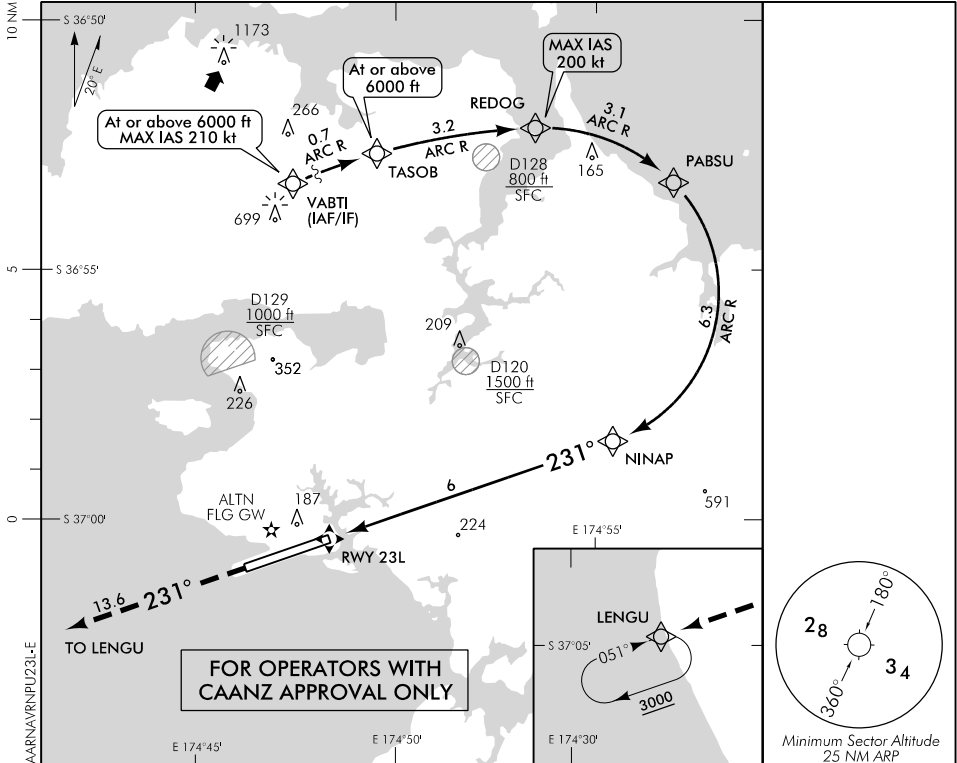 10 NM
S 36°50'
1173
20° E
MAX IAS
200 kt
At or above
6000 ft
REDOG
At or above 6000 ft
MAX IAS 210 kt
266
0.7
ARC R
3.2
ARC R
3.1
ARC R
PABSU
TASOB
D128
800 ft
SFC
165
699
VABTI
(IAF/IF)
5
S 36°55'
D129
1000 ft
SFC
6.3
ARC R
209
352
D120
1500 ft
SFC
226
231°
NINAP
6
591
ALTN
FLG GW
187
0
S 37°00'
224
E 174°55'
RWY 23L
13.6
231°
TO LENGU
LENGU
S 37°05'
051°
3000
180°
28
34
360°
FOR OPERATORS WITH
CAANZ APPROVAL ONLY
E 174°45'
E 174°50'
E 174°30'
Minimum Sector Altitude
25 NM ARP
AARNAVRNPU23L-E